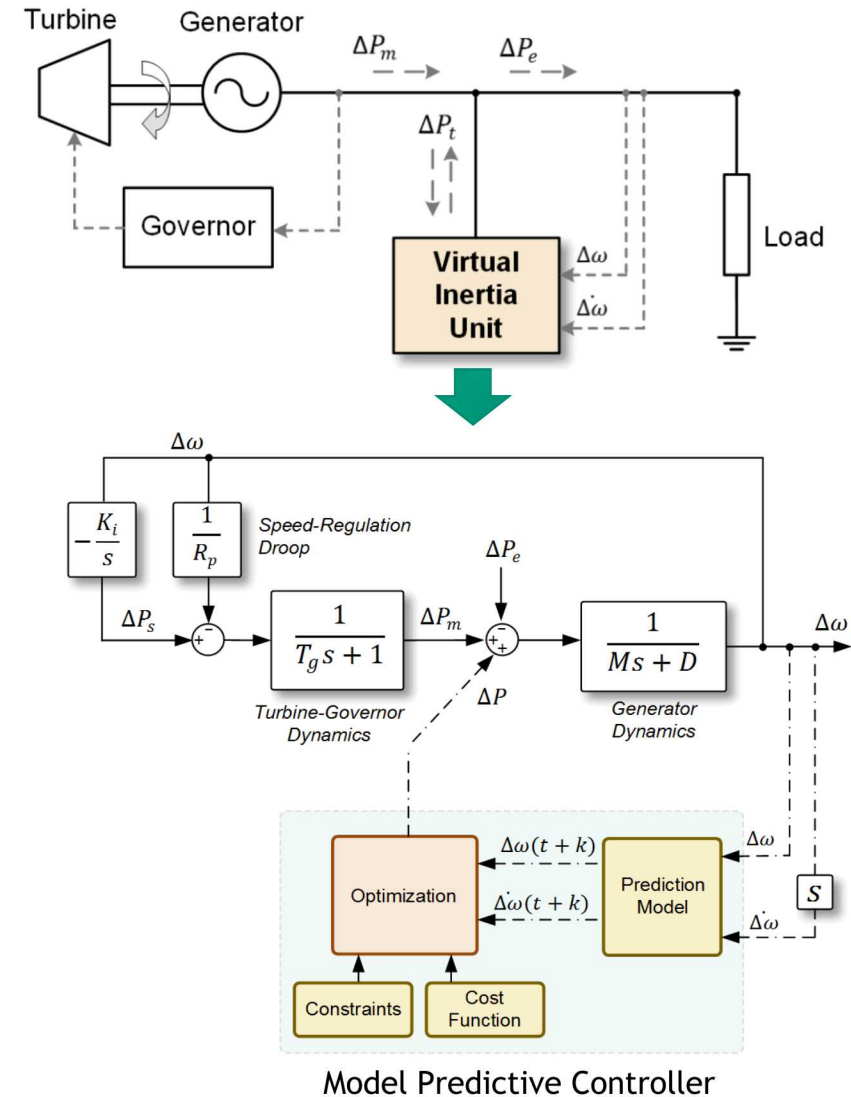 Turbine
Generator
ΔP_m
ΔP_e
ΔP_t
Governor
Virtual
Inertia
Unit
Δω
Δω̇
Load
Δω
−K_i/s
1/R_p
Speed-Regulation
Droop
ΔP_e
ΔP_s
−
+
1/(T_g s + 1)
ΔP_m
−
+
+
1/(Ms + D)
Δω
ΔP
Turbine-Governor
Dynamics
Generator
Dynamics
Optimization
Δω(t + k)
Δω̇(t + k)
Prediction
Model
Δω
S
Δω̇
Constraints
Cost
Function
Model Predictive Controller